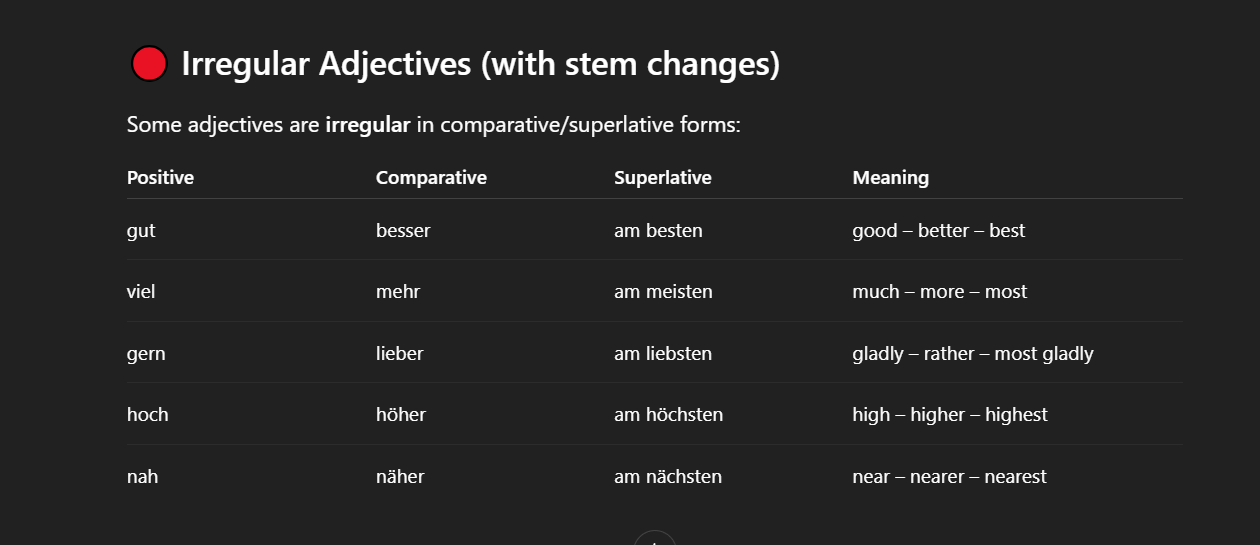 Irregular Adjectives (with stem changes)
Some adjectives are irregular in comparative/superlative forms:
Positive Comparative Superlative Meaning
gut besser am besten good – better – best
viel mehr am meisten much – more – most
gern lieber am liebsten gladly – rather – most gladly
hoch höher am höchsten high – higher – highest
nah näher am nächsten near – nearer – nearest